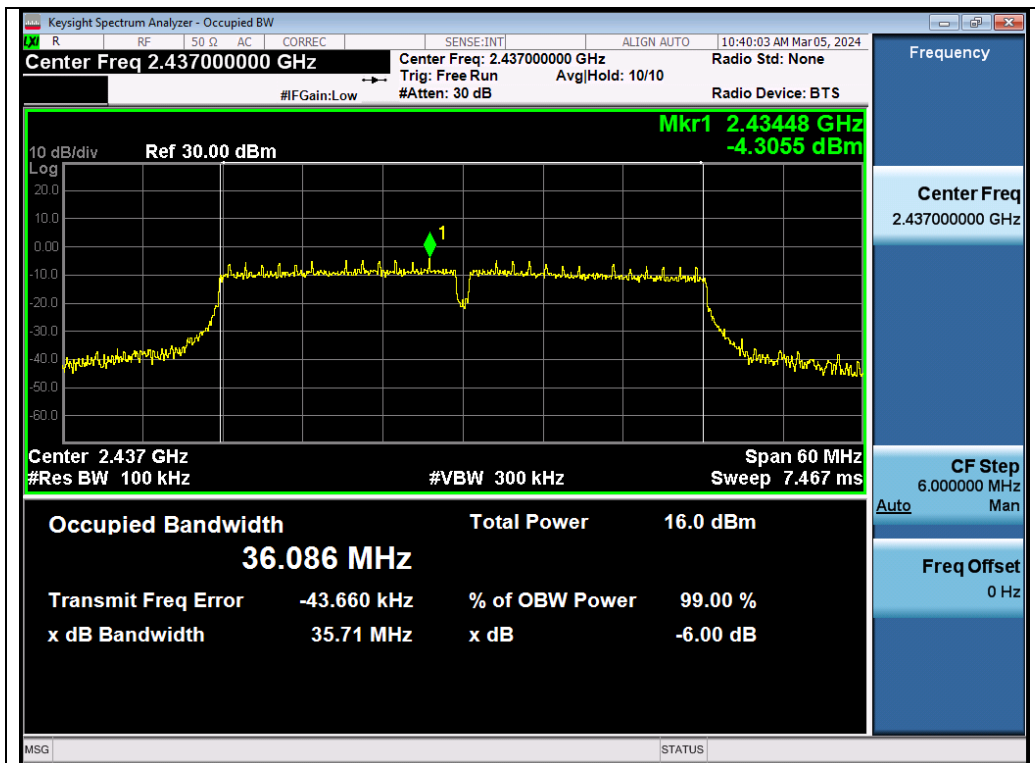 Keysight Spectrum Analyzer - Occupied BW
LXI R RF 50 Ω AC CORREC SENSE:INT ALIGN AUTO 10:40:03 AM Mar 05, 2024
Center Freq 2.437000000 GHz
Center Freq: 2.437000000 GHz
Radio Std: None
Trig: Free Run Avg|Hold: 10/10
#IFGain:Low
#Atten: 30 dB
Radio Device: BTS
Mkr1 2.43448 GHz
-4.3055 dBm
10 dB/div Ref 30.00 dBm
Log
20.0
10.0
0.00
-10.0
-20.0
-30.0
-40.0
-50.0
-60.0
1
Center 2.437 GHz
Span 60 MHz
#Res BW 100 kHz
#VBW 300 kHz
Sweep 7.467 ms
Occupied Bandwidth
36.086 MHz
Total Power 16.0 dBm
Transmit Freq Error -43.660 kHz
% of OBW Power 99.00 %
x dB Bandwidth 35.71 MHz
x dB -6.00 dB
Frequency
Center Freq
2.437000000 GHz
CF Step
6.000000 MHz
Auto Man
Freq Offset
0 Hz
MSG
STATUS